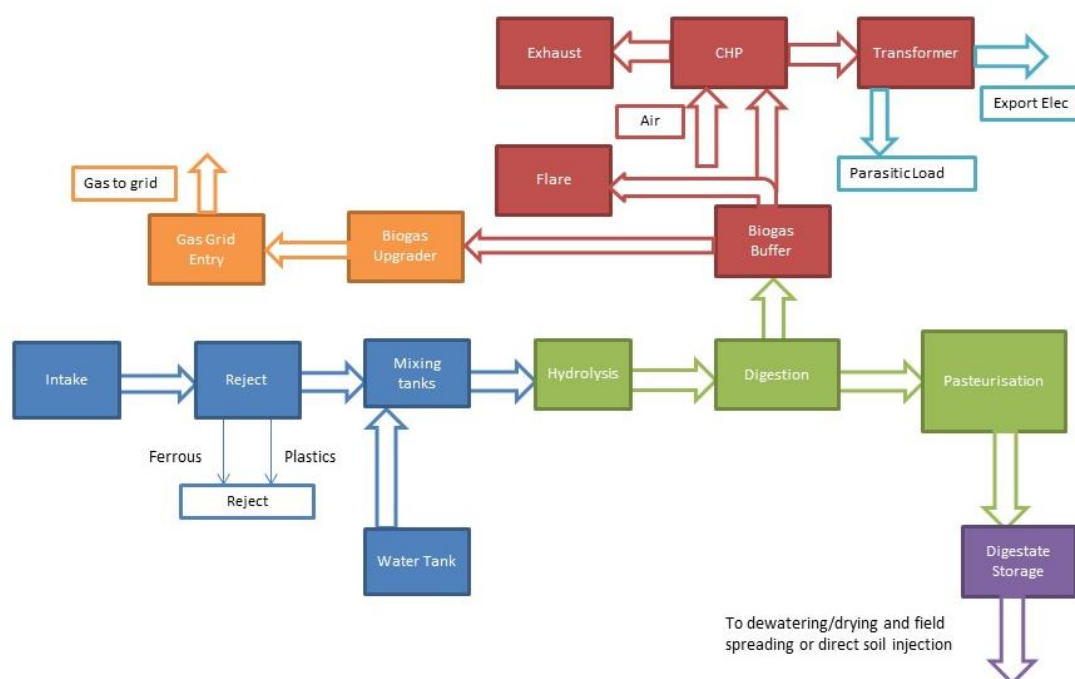 Exhaust
CHP
Transformer
Air
Export Elec
Flare
Parasitic Load
Gas to grid
Gas Grid
Entry
Biogas
Upgrader
Biogas
Buffer
Intake
Reject
Mixing
tanks
Hydrolysis
Digestion
Pasteurisation
Ferrous
Plastics
Reject
Water Tank
Digestate
Storage
To dewatering/drying and field
spreading or direct soil injection